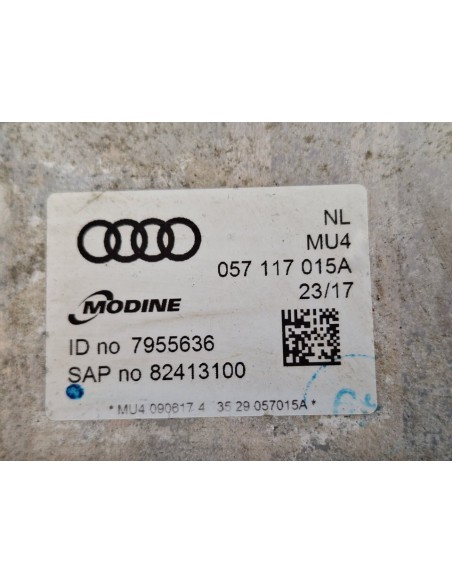 NL
MU4
057 117 015A
MODINE
23/17
ID no 7955636
SAP no 82413100
* MU4 090617 4 35 29 057015A *